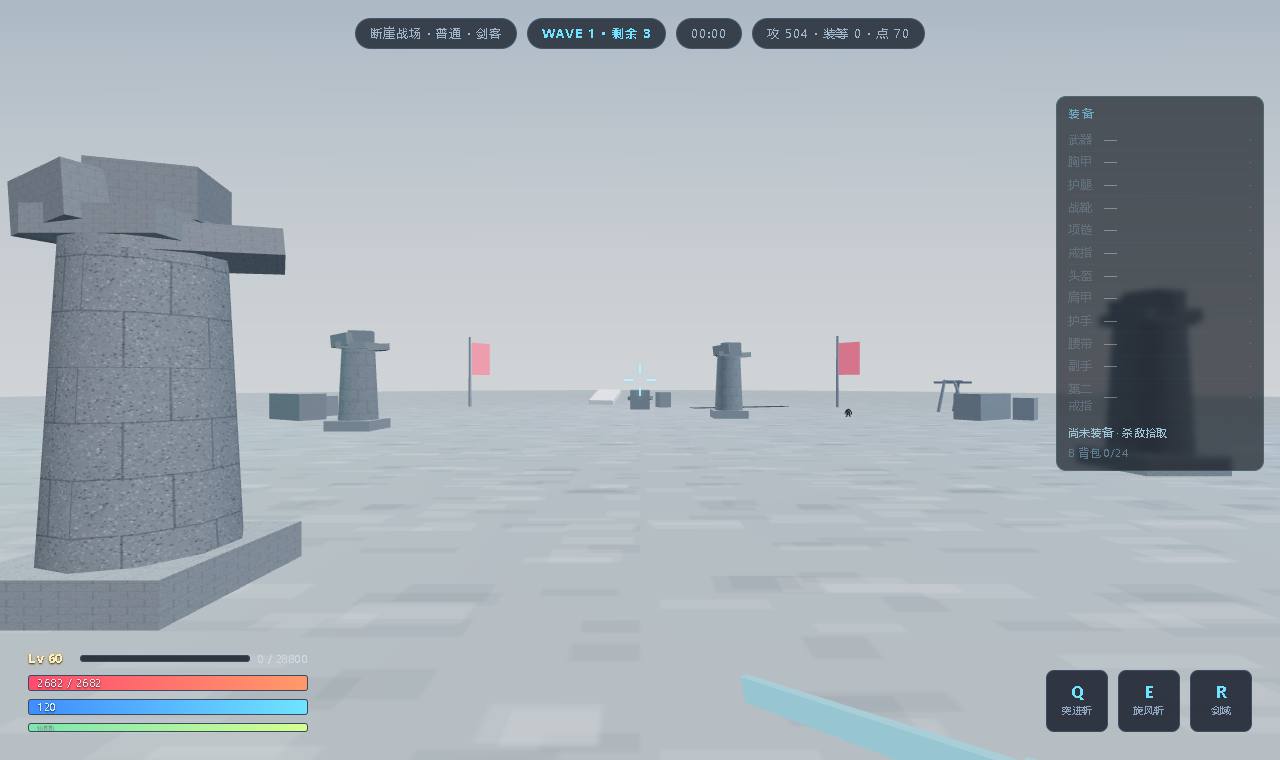 断崖战场 · 普通 · 剑客
WAVE 1 · 剩余 3
00:00
攻 504 · 装等 0 · 点 70
装备
武器 — ·
胸甲 — ·
护腿 — ·
战靴 — ·
项链 — ·
戒指 — ·
头盔 — ·
肩甲 — ·
护手 — ·
腰带 — ·
副手 — ·
第二
戒指 — ·
尚未装备 · 杀敌拾取
B 背包 0/24
Lv 60 0 / 28800
2682 / 2682
120
Q
突进斩
E
旋风斩
R
剑域